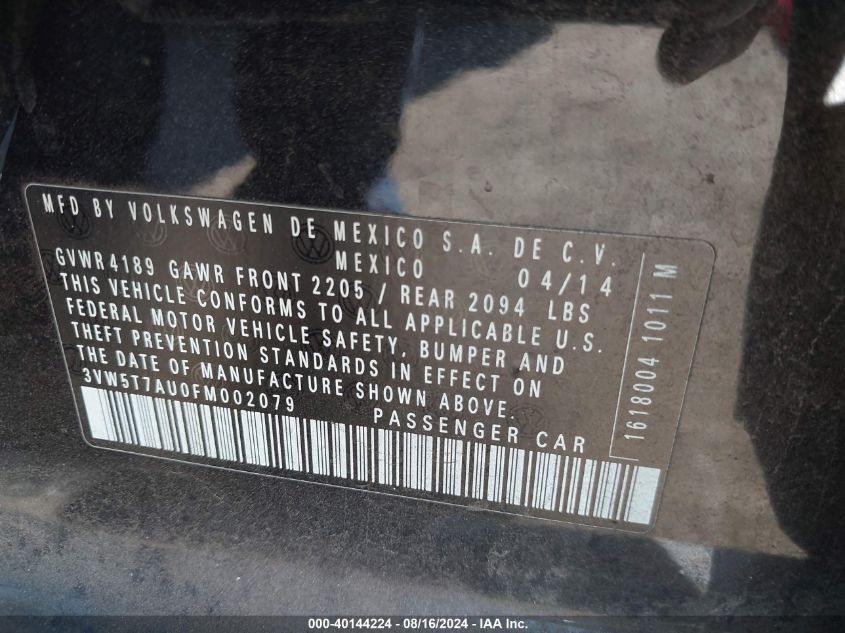 MFD BY VOLKSWAGEN DE MEXICO S.A. DE C.V.
MEXICO 04/14
GVWR 4189 GAWR FRONT 2205 / REAR 2094 LBS
THIS VEHICLE CONFORMS TO ALL APPLICABLE U.S.
FEDERAL MOTOR VEHICLE SAFETY, BUMPER AND
THEFT PREVENTION STANDARDS IN EFFECT ON
THE DATE OF MANUFACTURE SHOWN ABOVE.
3VW5T7AU0FM002079 PASSENGER CAR
1618004 1011 M
000-40144224 - 08/16/2024 - IAA Inc.